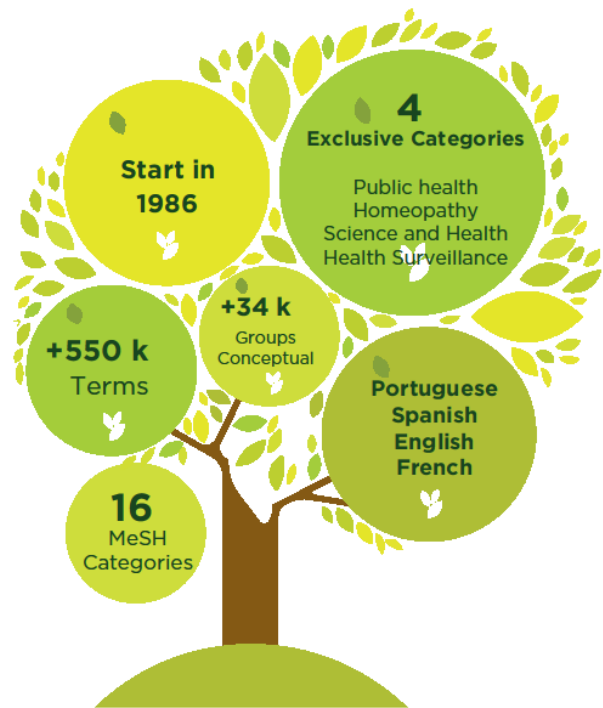 Start in
1986
4
Exclusive Categories
Public health
Homeopathy
Science and Health
Health Surveillance
+550 k
Terms
+34 k
Groups
Conceptual
Portuguese
Spanish
English
French
16
MeSH
Categories